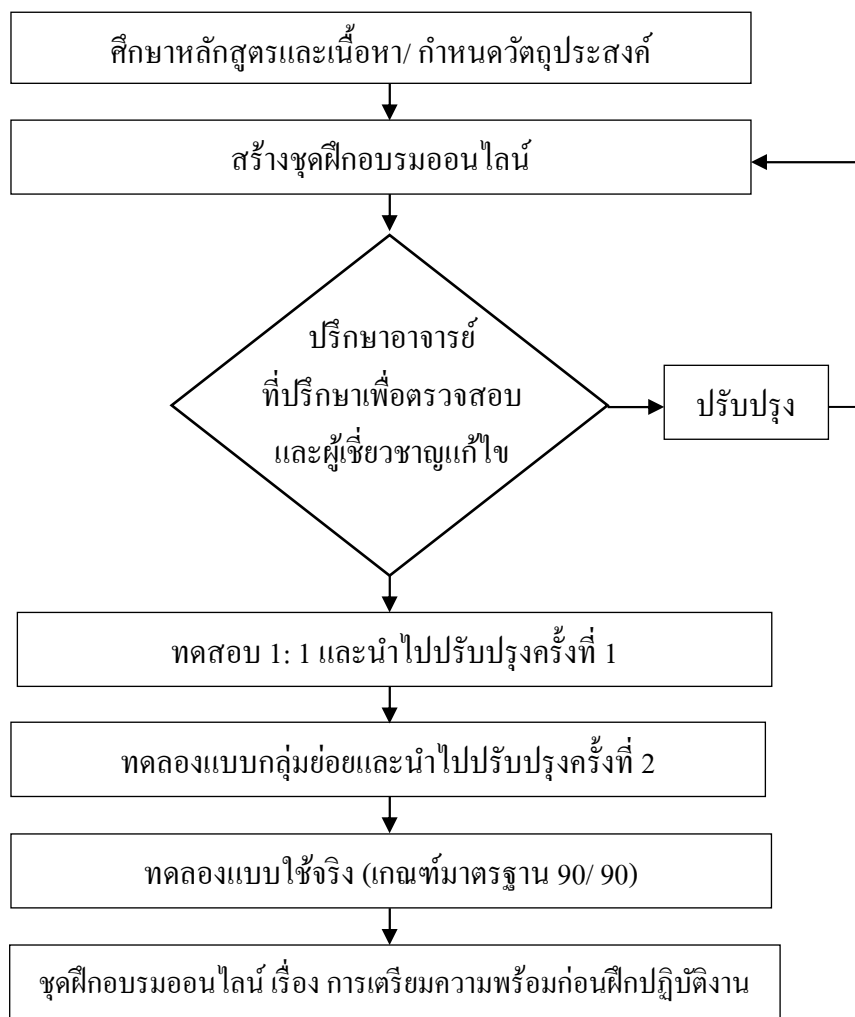 ศึกษาหลักสูตรและเนื้อหา/ กำหนดวัตถุประสงค์
สร้างชุดฝึกอบรมออนไลน์
ปรึกษาอาจารย์
ที่ปรึกษาเพื่อตรวจสอบ
และผู้เชี่ยวชาญแก้ไข
ปรับปรุง
ทดสอบ 1: 1 และนำไปปรับปรุงครั้งที่ 1
ทดลองแบบกลุ่มย่อยและนำไปปรับปรุงครั้งที่ 2
ทดลองแบบใช้จริง (เกณฑ์มาตรฐาน 90/ 90)
ชุดฝึกอบรมออนไลน์ เรื่อง การเตรียมความพร้อมก่อนฝึกปฏิบัติงาน